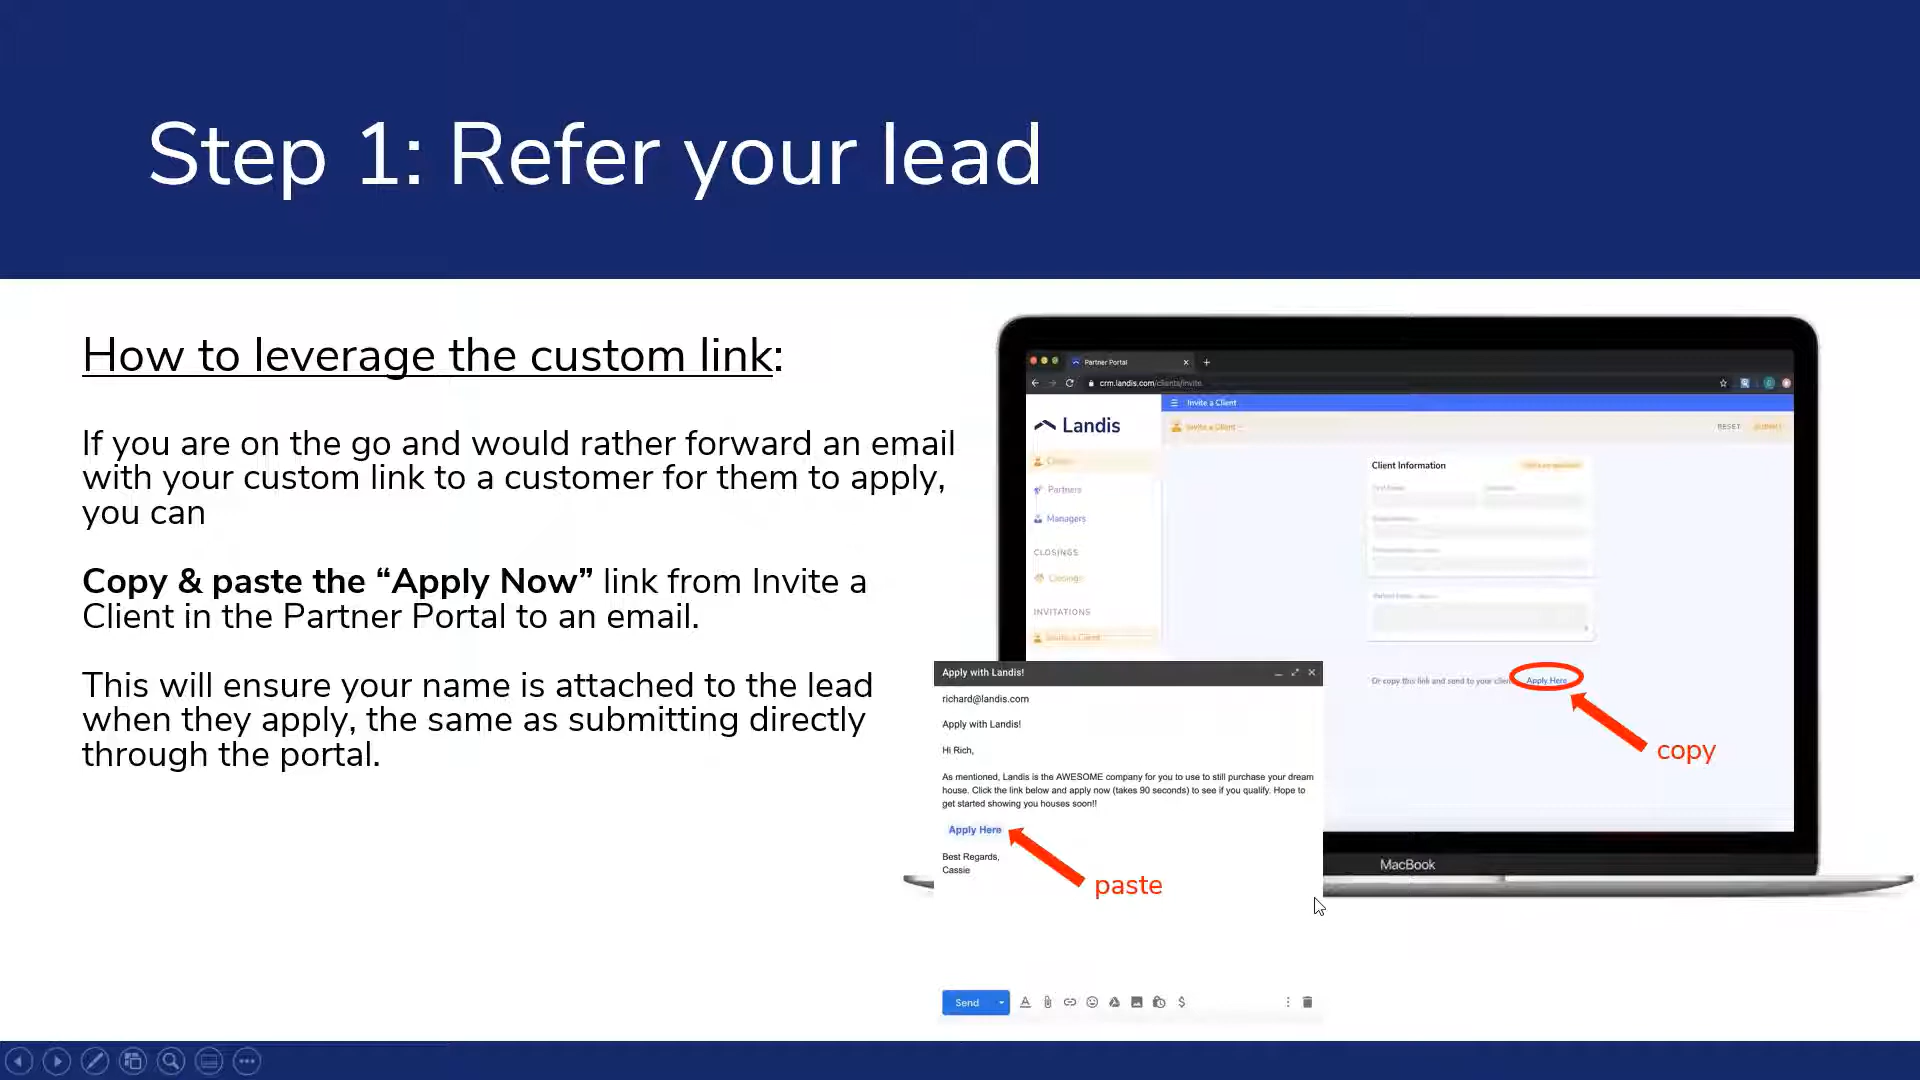 Step 1: Refer your lead
How to leverage the custom link:
If you are on the go and would rather forward an email
with your custom link to a customer for them to apply,
you can
Copy & paste the “Apply Now” link from Invite a
Client in the Partner Portal to an email.
This will ensure your name is attached to the lead
when they apply, the same as submitting directly
through the portal.
Partner Portal
crm.landis.com/clients/invite
Invite a Client
Landis
Invite a Client
RESET SUBMIT
Clients
Partners
Managers
CLOSINGS
Closings
INVITATIONS
Invite a Client
Client Information
Or copy this link and send to your client
Apply Here
copy
MacBook
Apply with Landis!
richard@landis.com
Apply with Landis!
Hi Rich,
As mentioned, Landis is the AWESOME company for you to use to still purchase your dream
house. Click the link below and apply now (takes 90 seconds) to see if you qualify. Hope to
get started showing you houses soon!!
Apply Here
Best Regards,
Cassie
paste
Send